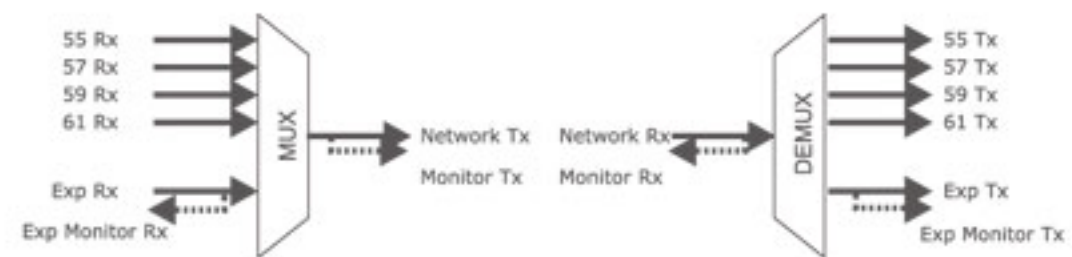 55 Rx
57 Rx
59 Rx
61 Rx
Exp Rx
Exp Monitor Rx
MUX
Network Tx
Monitor Tx
Network Rx
Monitor Rx
DEMUX
55 Tx
57 Tx
59 Tx
61 Tx
Exp Tx
Exp Monitor Tx